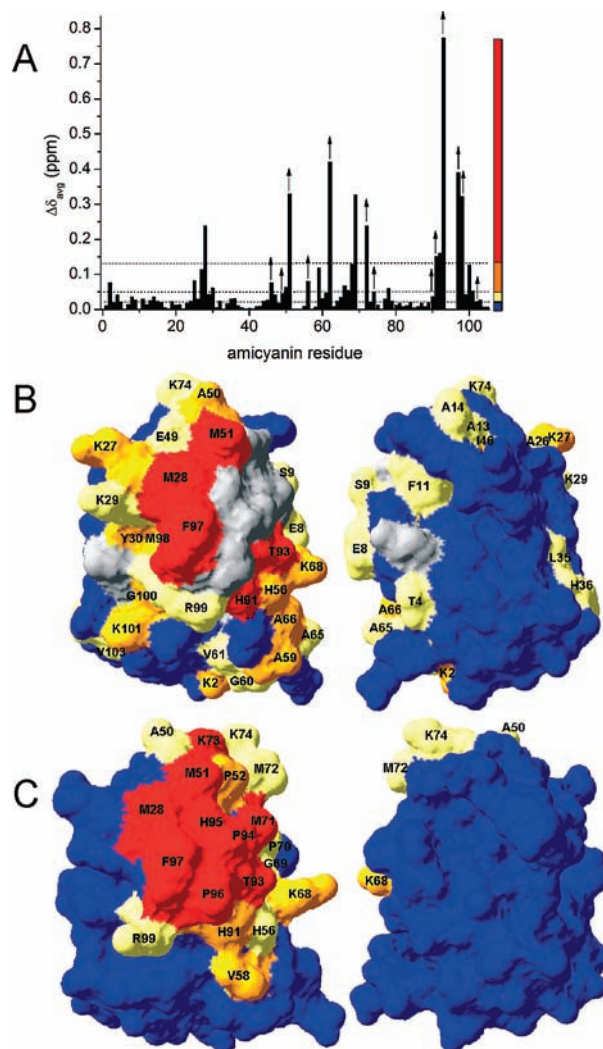 A
Δδavg (ppm)
0.8
0.7
0.6
0.5
0.4
0.3
0.2
0.1
0.0
0 20 40 60 80 100
amicyanin residue
B
K74 A50
E49 M51
K27
M28
K29
F97
Y30 M98
S9
E8
T93
K68
H56
G100
R99
H91
K101
A66
A65
V103
V61
A59
K2 G60
K74
A14
A13
I46
A26 K27
K29
S9 F11
E8
L35
H36
T4
A66
A65
K2
C
A50 K73 K74
M51 P52 M72
M28
H95 M71
P94
P70
F97 G69
T93
P96 K68
H91 H56
R99
V58
K74 A50
M72
K68